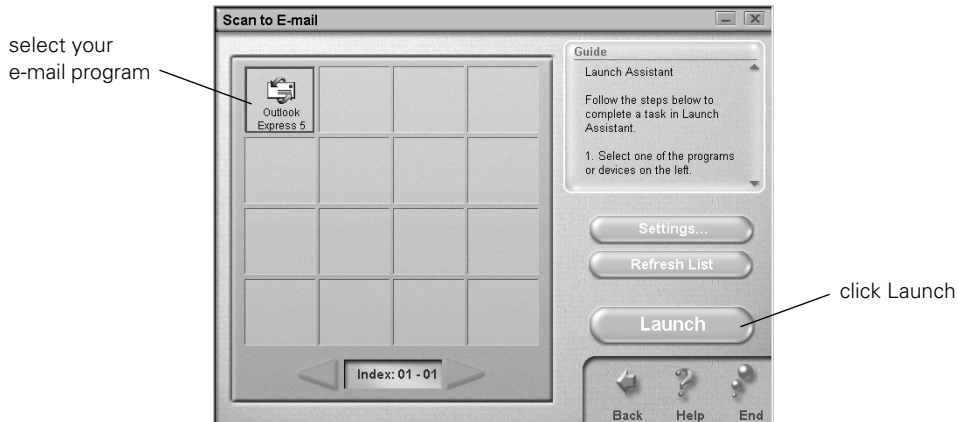 Scan to E-mail
select your
e-mail program
Outlook
Express 5
Guide
Launch Assistant
Follow the steps below to
complete a task in Launch
Assistant.
1. Select one of the programs
or devices on the left.
Settings...
Refresh List
Launch
click Launch
Index: 01 - 01
Back
Help
End